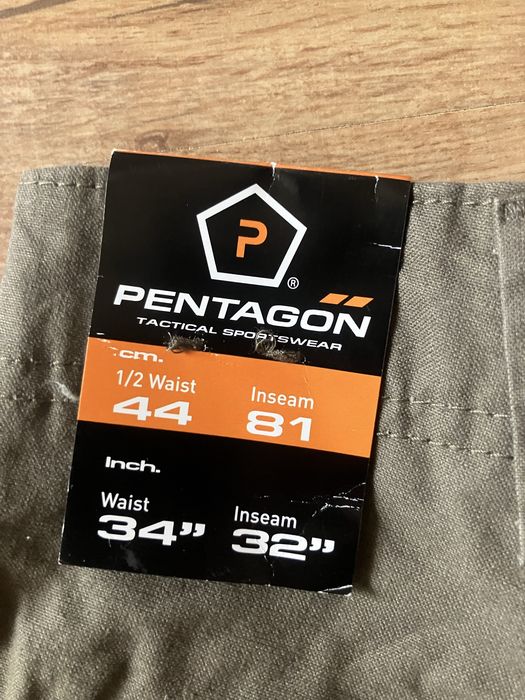 P
®
PENTAGON
TACTICAL SPORTSWEAR
cm.
1/2 Waist Inseam
44 81
Inch.
Waist Inseam
34” 32”